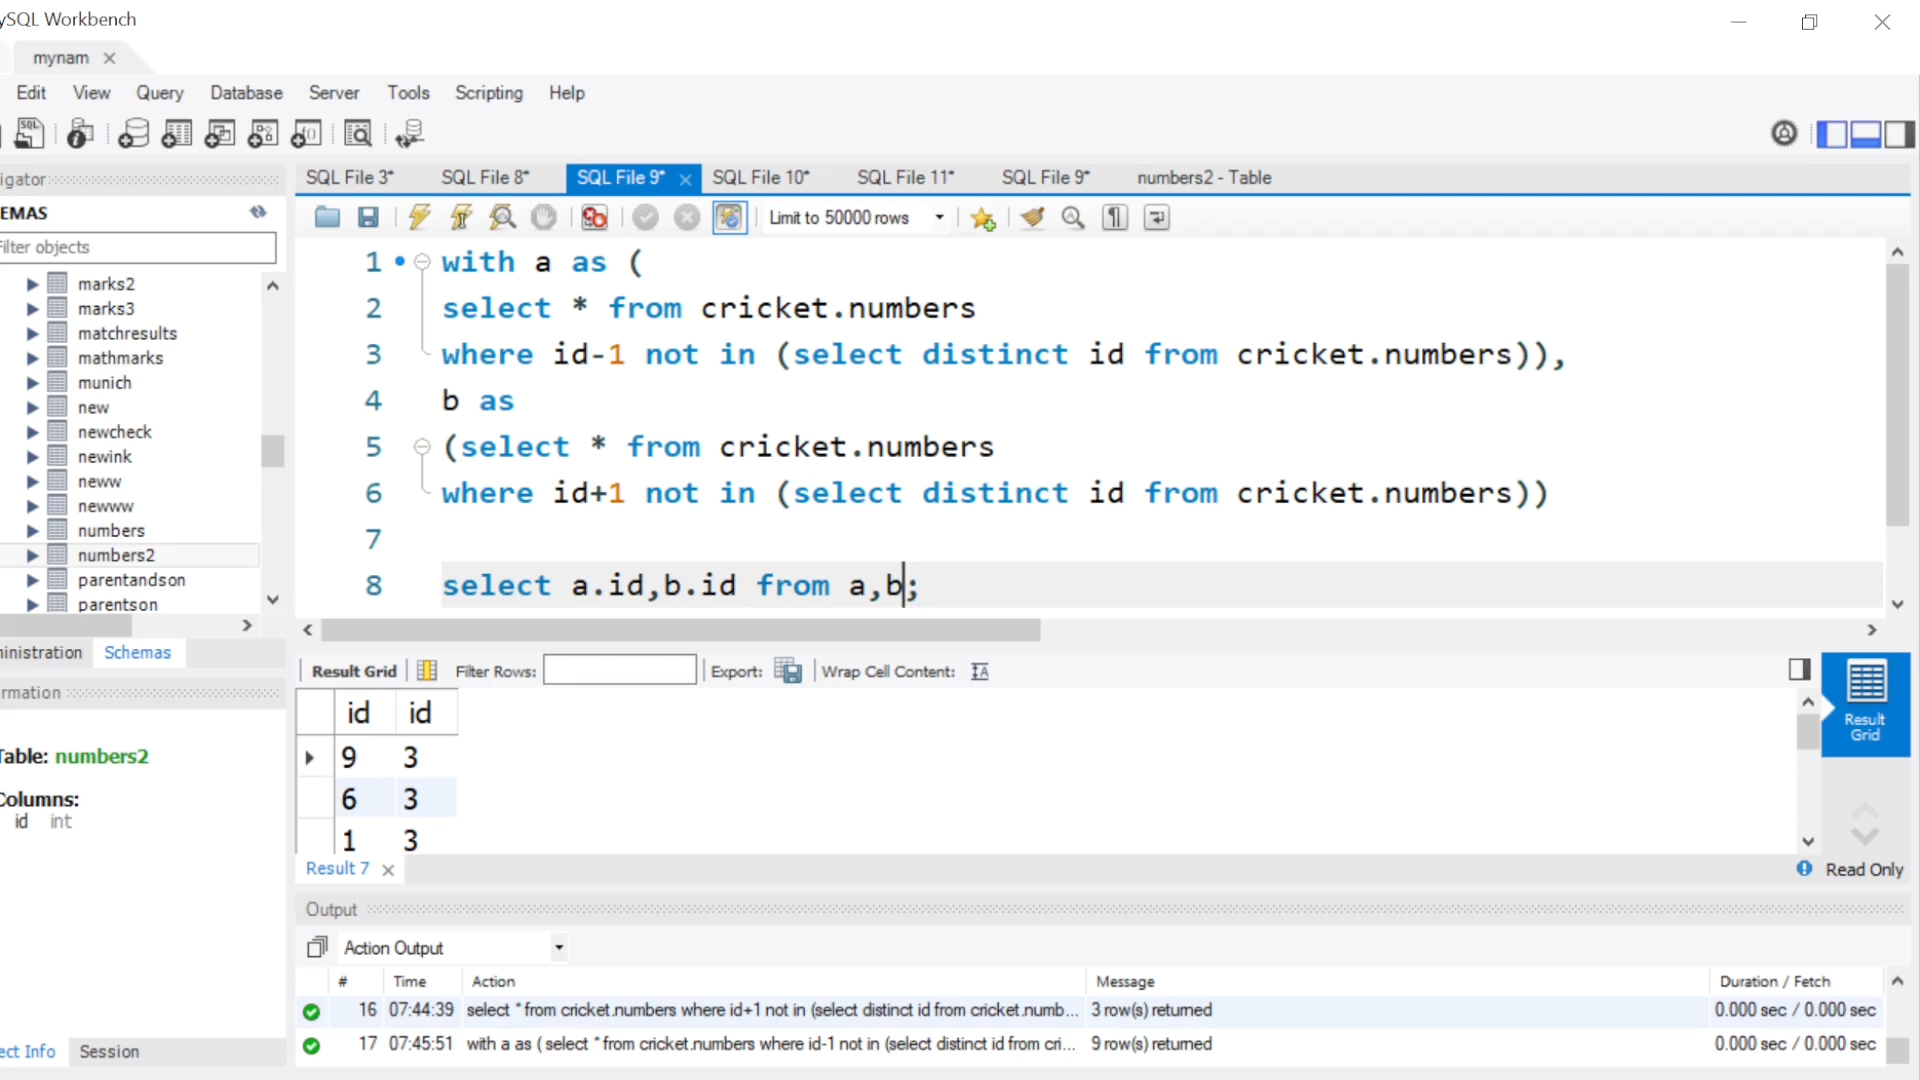 ySQL Workbench
mynam
Edit View Query Database Server Tools Scripting Help
SQL
igator
SQL File 3* SQL File 8* SQL File 9* SQL File 10* SQL File 11* SQL File 9* numbers2 - Table
EMAS
Filter objects
Limit to 50000 rows
marks2
marks3
matchresults
mathmarks
munich
new
newcheck
newink
neww
newww
numbers
numbers2
parentandson
parentson
1 with a as (
2 select * from cricket.numbers
3 where id-1 not in (select distinct id from cricket.numbers)),
4 b as
5 (select * from cricket.numbers
6 where id+1 not in (select distinct id from cricket.numbers))
7
8 select a.id,b.id from a,b;
ministration Schemas
rmation
Table: numbers2
Columns:
id int
ect Info Session
Result Grid Filter Rows: Export: Wrap Cell Content:
id id
9 3
6 3
1 3
Result Grid
Result 7
Read Only
Output
Action Output
# Time Action Message Duration / Fetch
16 07:44:39 select * from cricket.numbers where id+1 not in (select distinct id from cricket.numb... 3 row(s) returned 0.000 sec / 0.000 sec
17 07:45:51 with a as ( select * from cricket.numbers where id-1 not in (select distinct id from cri... 9 row(s) returned 0.000 sec / 0.000 sec